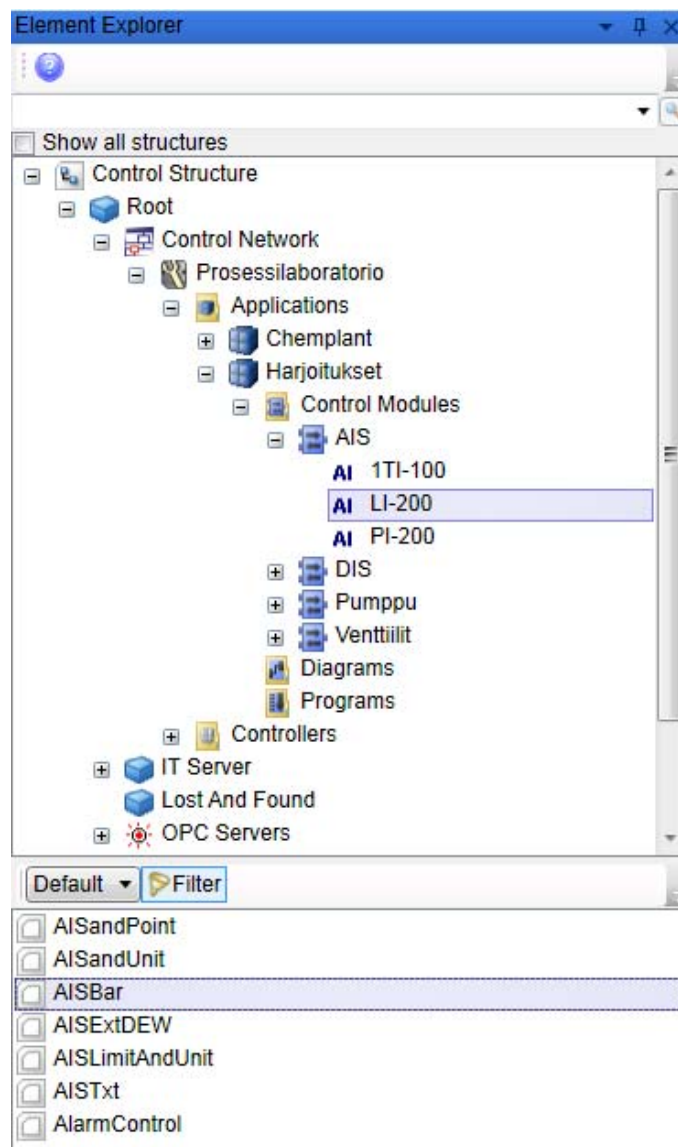 Element Explorer
Show all structures
Control Structure
Root
Control Network
Prosessilaboratorio
Applications
Chemplant
Harjoitukset
Control Modules
AIS
AI 1TI-100
AI LI-200
AI PI-200
DIS
Pumppu
Venttiilit
Diagrams
Programs
Controllers
IT Server
Lost And Found
OPC Servers
Default Filter
AISandPoint
AISandUnit
AISBar
AISExtDEW
AISLimitAndUnit
AISTxt
AlarmControl